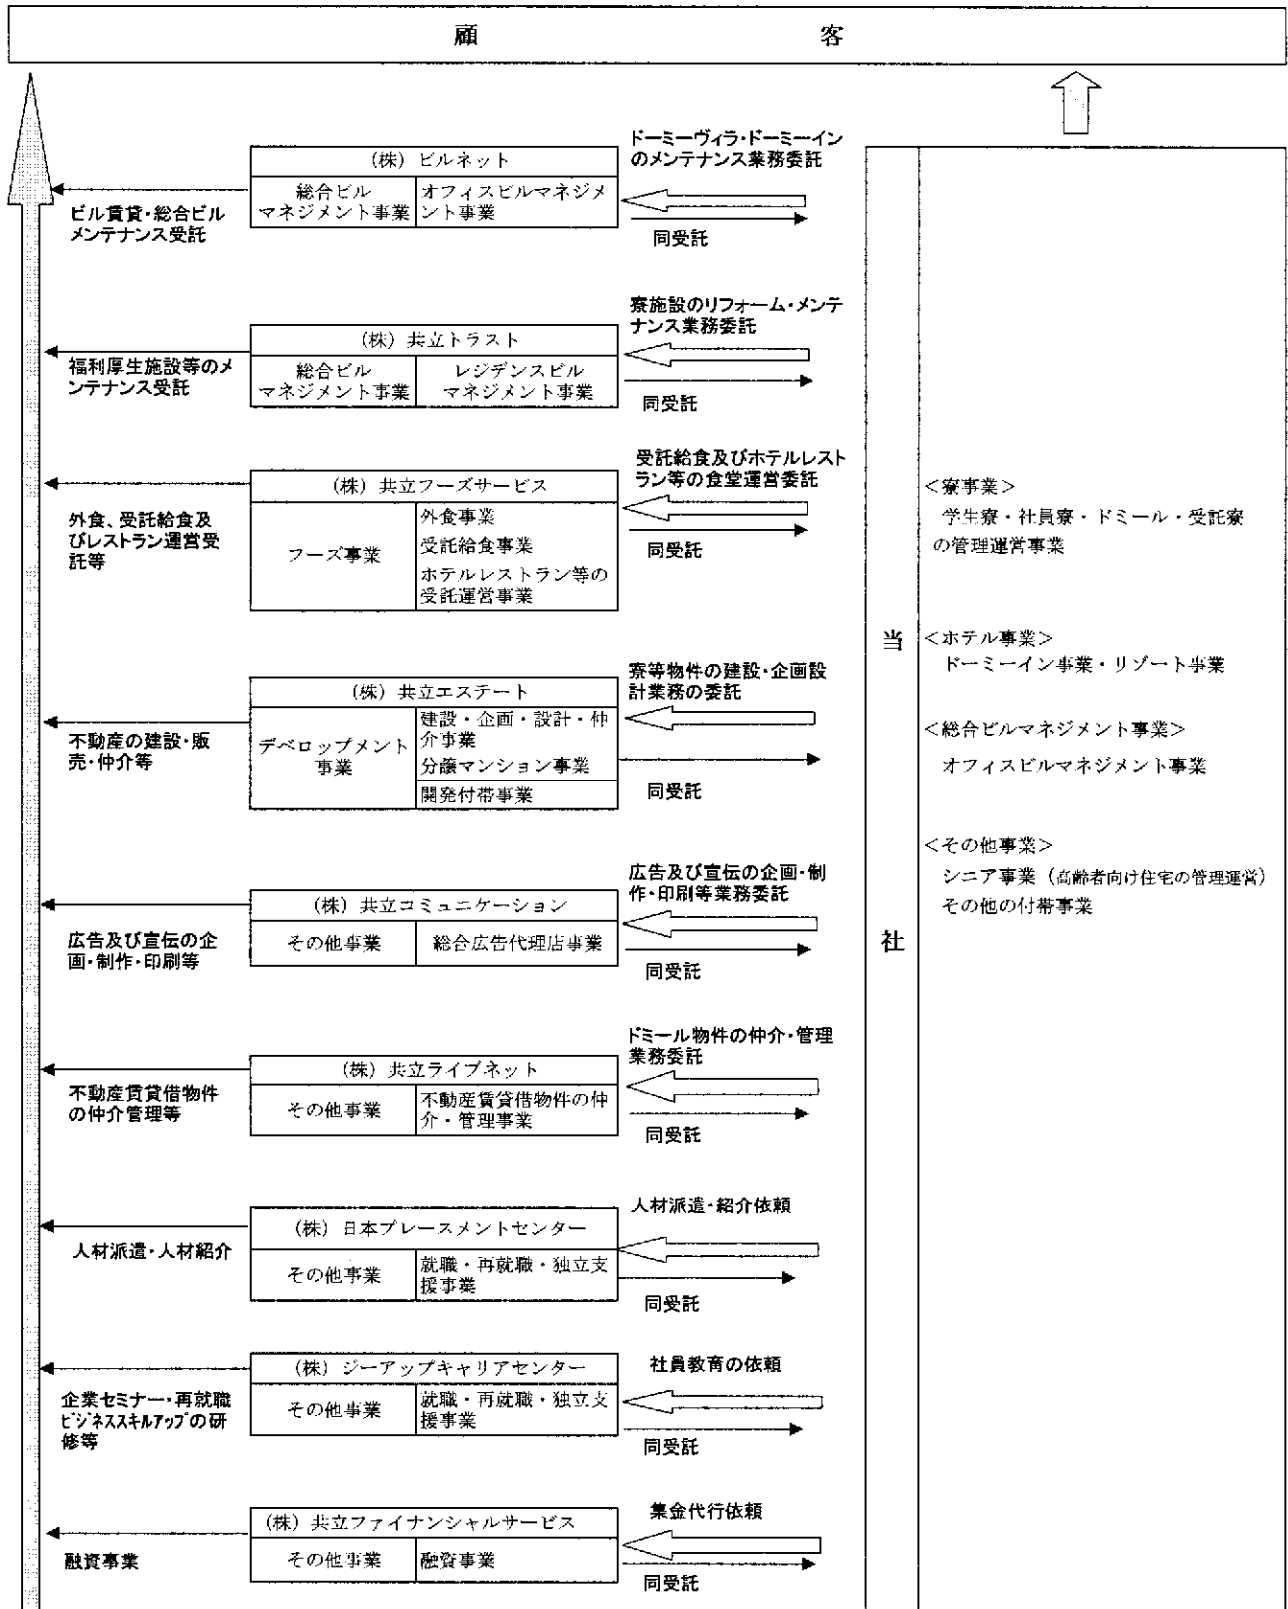 顧客
(株)ビルネット
総合ビル
マネジメント事業
オフィスビルマネジメ
ント事業
ビル賃貸・総合ビル
メンテナンス受託
ドーミーヴィラ・ドーミーイン
のメンテナンス業務委託
同受託
(株)共立トラスト
総合ビル
マネジメント事業
レジデンスビル
マネジメント事業
福利厚生施設等のメ
ンテナンス受託
寮施設のリフォーム・メンテ
ナンス業務委託
同受託
(株)共立フーズサービス
フーズ事業
外食事業
受託給食事業
ホテルレストラン等の
受託運営事業
外食、受託給食及
びレストラン運営受
託等
受託給食及びホテルレスト
ラン等の食堂運営委託
同受託
(株)共立エステート
デベロップメント
事業
建設・企画・設計・仲
介事業
分譲マンション事業
開発付帯事業
不動産の建設・販
売・仲介等
寮等物件の建設・企画設
計業務の委託
同受託
(株)共立コミュニケーション
その他事業
総合広告代理店事業
広告及び宣伝の企
画・制作・印刷等
広告及び宣伝の企画・制
作・印刷等業務委託
同受託
(株)共立ライブネット
その他事業
不動産賃貸借物件の仲
介・管理事業
不動産賃貸借物件
の仲介管理等
ドミール物件の仲介・管理
業務委託
同受託
(株)日本プレースメントセンター
その他事業
就職・再就職・独立支
援事業
人材派遣・人材紹介
人材派遣・紹介依頼
同受託
(株)ジーアップキャリアセンター
その他事業
就職・再就職・独立支
援事業
企業セミナー・再就職
ビジネススキルアップの研
修等
社員教育の依頼
同受託
(株)共立ファイナンシャルサービス
その他事業
融資事業
融資事業
集金代行依頼
同受託
当社
<寮事業>
学生寮・社員寮・ドミール・受託寮
の管理運営事業
<ホテル事業>
ドーミーイン事業・リゾート事業
<総合ビルマネジメント事業>
オフィスビルマネジメント事業
<その他事業>
シニア事業(高齢者向け住宅の管理運営)
その他の付帯事業